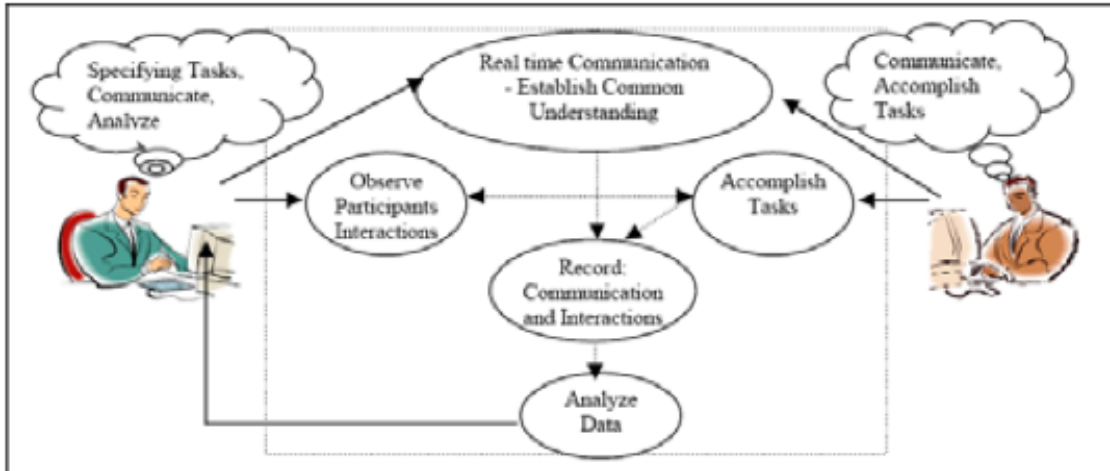 Specifying Tasks,
Communicate,
Analyze
Real time Communication
- Establish Common
Understanding
Communicate,
Accomplish
Tasks
Observe
Participants
Interactions
Accomplish
Tasks
Record:
Communication
and Interactions
Analyze
Data